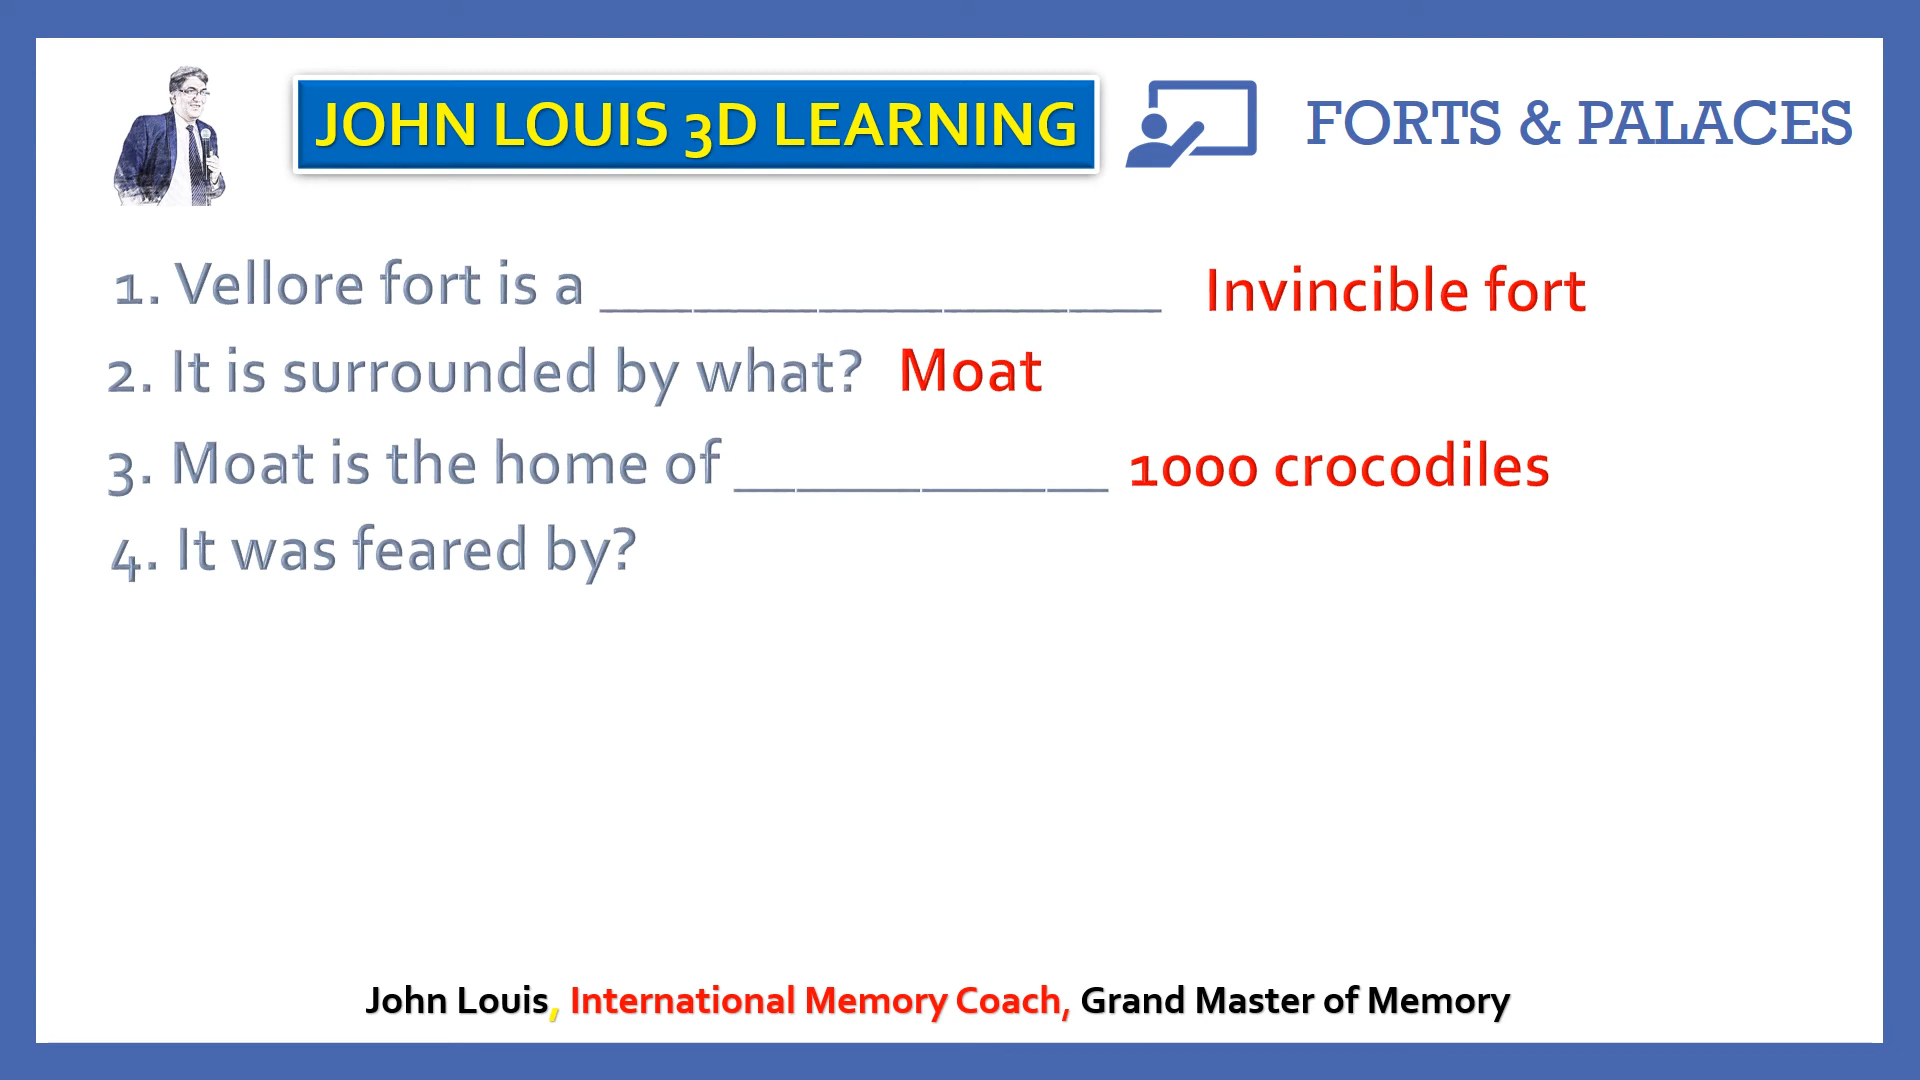 JOHN LOUIS 3D LEARNING
FORTS & PALACES
1. Vellore fort is a __________________ Invincible fort
2. It is surrounded by what? Moat
3. Moat is the home of ____________ 1000 crocodiles
4. It was feared by?
John Louis, International Memory Coach, Grand Master of Memory